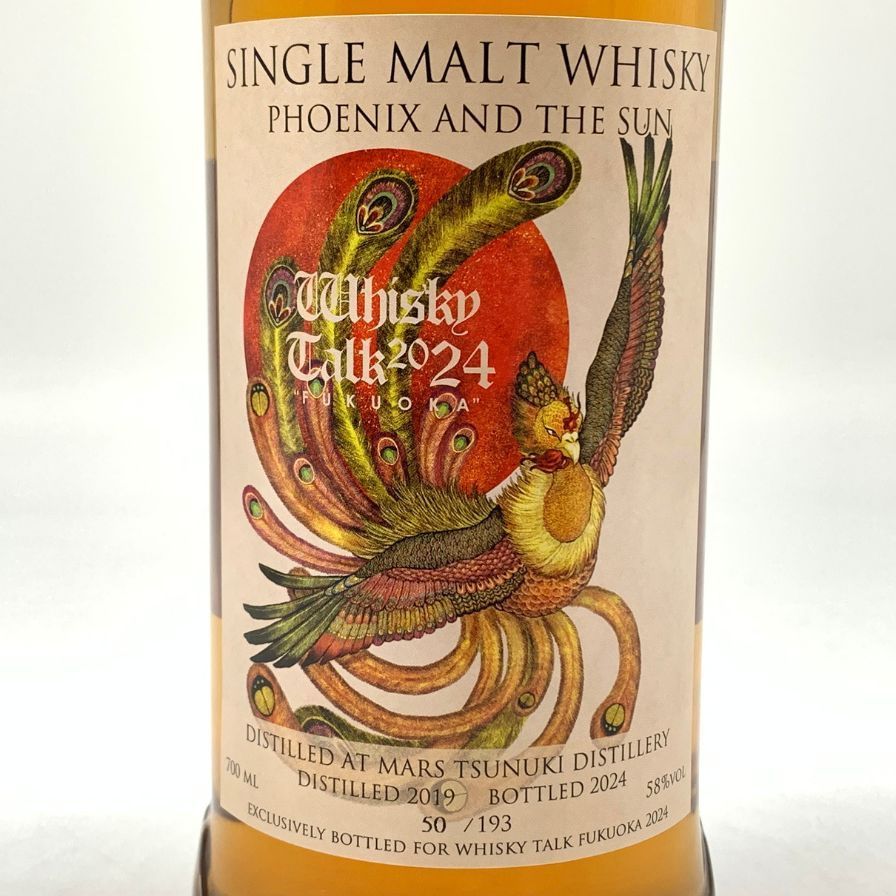 SINGLE MALT WHISKY
PHOENIX AND THE SUN
Whisky
Talk 2024
"FUKUOKA"
DISTILLED AT MARS TSUNUKI DISTILLERY
700 ML
DISTILLED 2019 BOTTLED 2024
58%VOL
50 /193
EXCLUSIVELY BOTTLED FOR WHISKY TALK FUKUOKA 2024